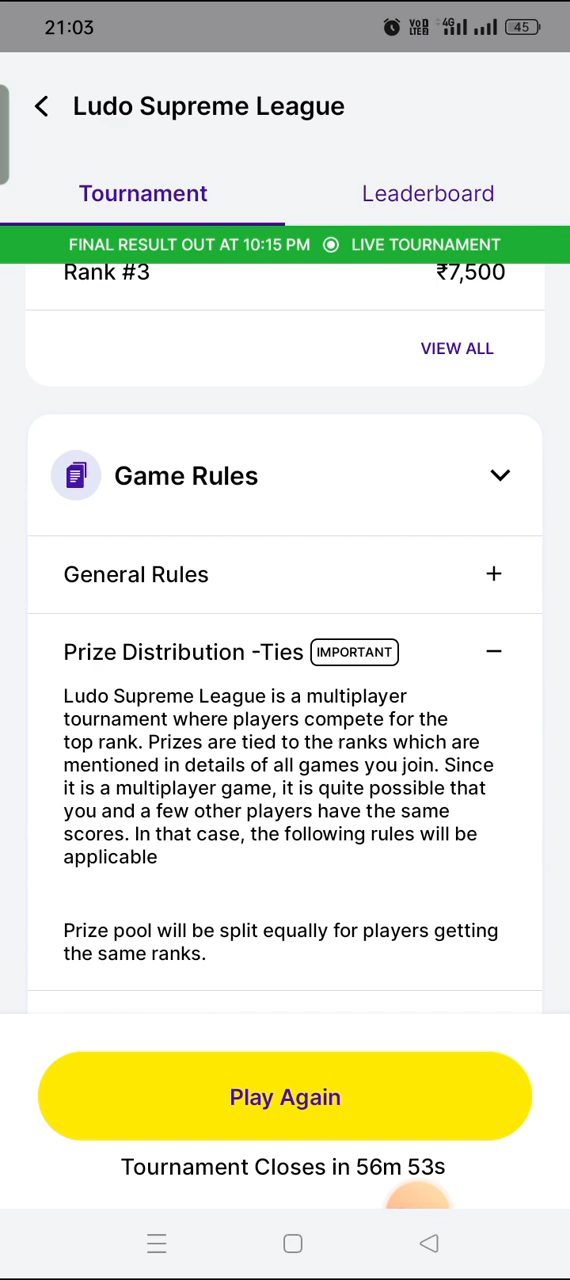 21:03
Vo LTE 4G 45
Ludo Supreme League
Tournament Leaderboard
FINAL RESULT OUT AT 10:15 PM LIVE TOURNAMENT
Rank #3 ₹7,500
VIEW ALL
Game Rules
General Rules +
Prize Distribution -Ties IMPORTANT −
Ludo Supreme League is a multiplayer
tournament where players compete for the
top rank. Prizes are tied to the ranks which are
mentioned in details of all games you join. Since
it is a multiplayer game, it is quite possible that
you and a few other players have the same
scores. In that case, the following rules will be
applicable
Prize pool will be split equally for players getting
the same ranks.
Play Again
Tournament Closes in 56m 53s